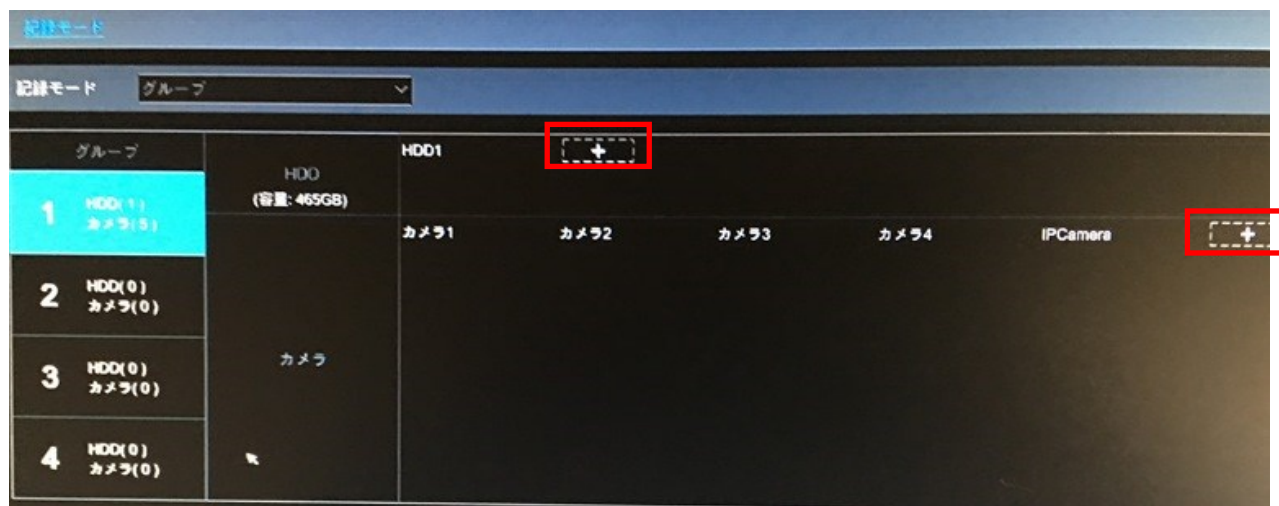 記録モード
記録モード グループ
グループ
1 HDD(1)
カメラ(5)
2 HDD(0)
カメラ(0)
3 HDD(0)
カメラ(0)
4 HDD(0)
カメラ(0)
HDD
(容量: 465GB)
HDD1 +
カメラ
カメラ1 カメラ2 カメラ3 カメラ4 IPCamera +